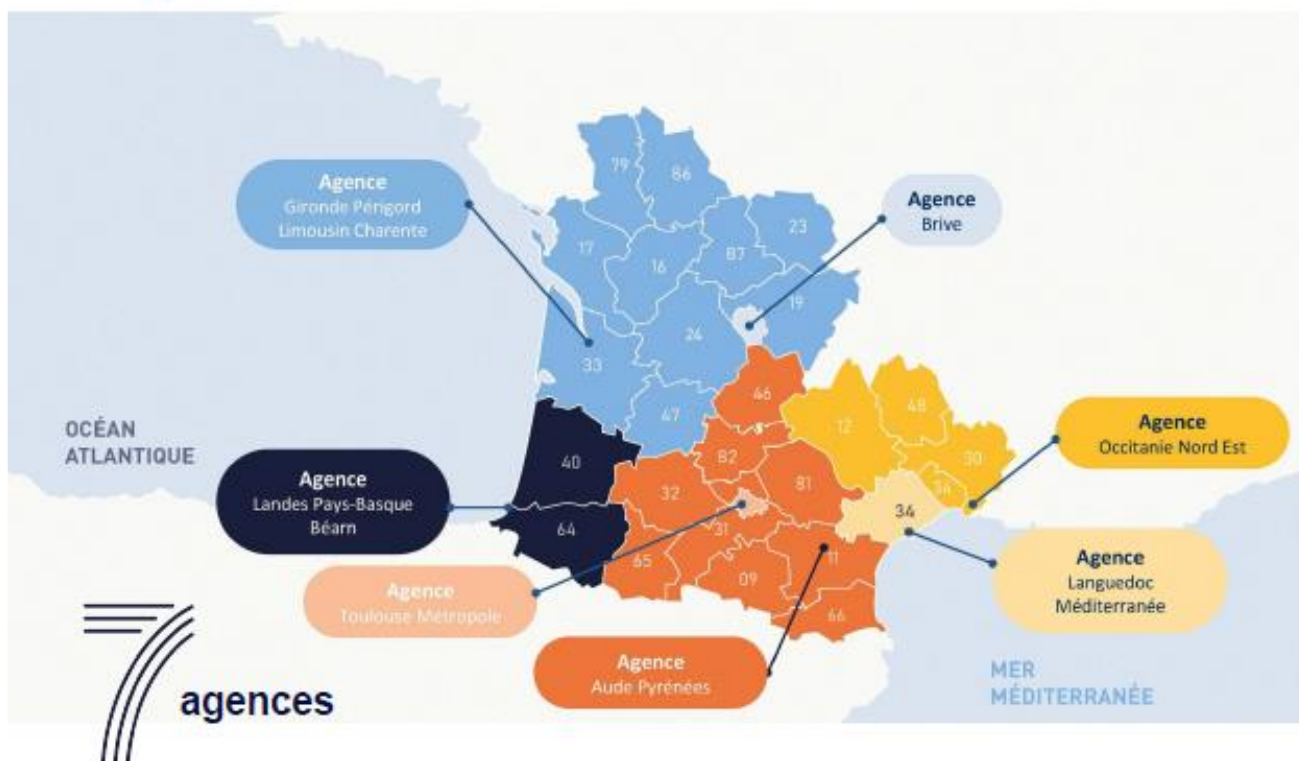 79
86
Agence
Gironde Périgord
Limousin Charente
Agence
Brive
23
17
16
87
19
24
33
46
47
48
12
OCÉAN
ATLANTIQUE
Agence
Occitanie Nord Est
30
40
82
81
34
32
34
Agence
Landes Pays-Basque
Béarn
64
31
65
09
11
66
Agence
Toulouse Métropole
Agence
Languedoc
Méditerranée
Agence
Aude Pyrénées
MER
MÉDITERRANÉE
7 agences